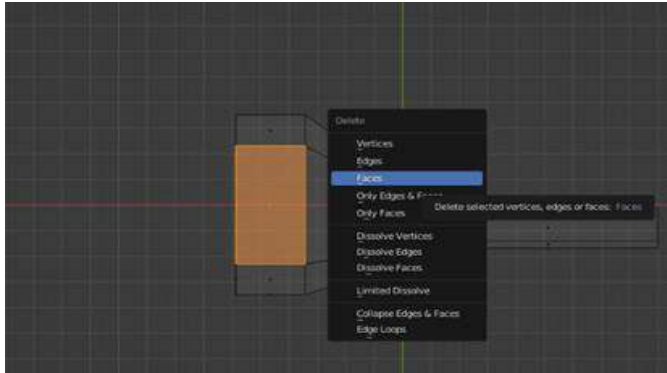 Delete
Vertices
Edges
Faces
Only Edges & Faces
Only Faces
Delete selected vertices, edges or faces: Faces
Dissolve Vertices
Dissolve Edges
Dissolve Faces
Limited Dissolve
Collapse Edges & Faces
Edge Loops